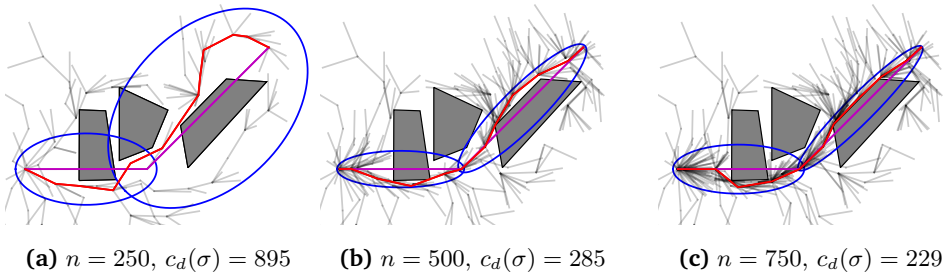 (a) n = 250, c_d(σ) = 895
(b) n = 500, c_d(σ) = 285
(c) n = 750, c_d(σ) = 229